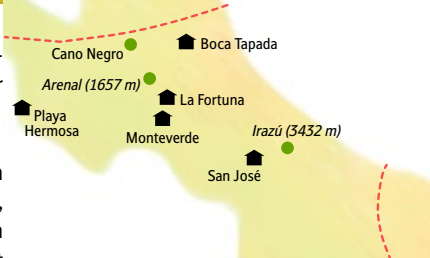 Boca Tapada
Cano Negro
Arenal (1657 m)
La Fortuna
Playa
Hermosa
Monteverde
Irazú (3432 m)
San José